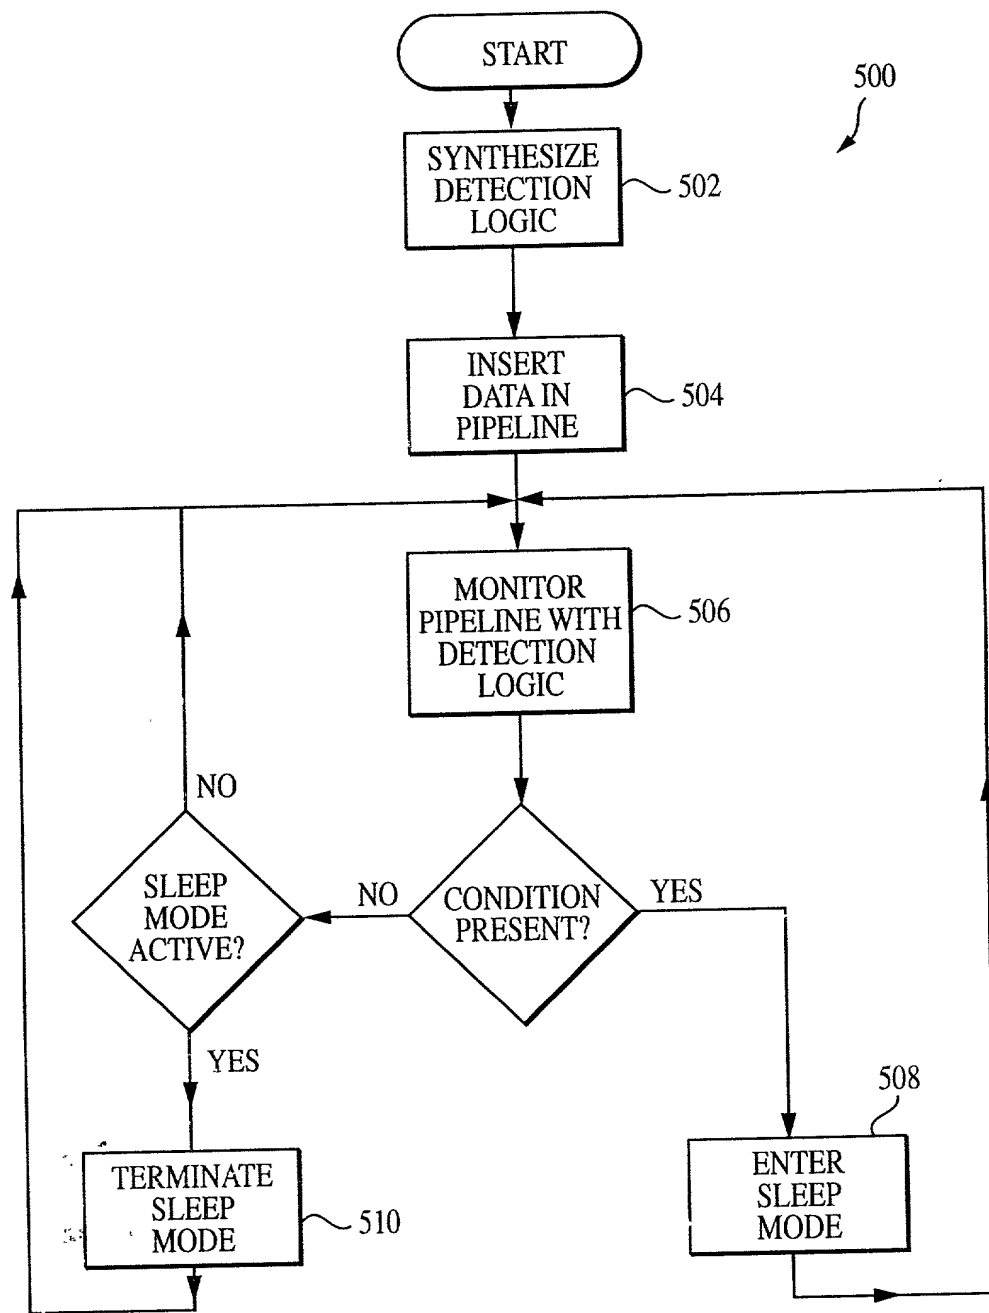 START
500
SYNTHESIZE
DETECTION
LOGIC
502
INSERT
DATA IN
PIPELINE
504
MONITOR
PIPELINE WITH
DETECTION
LOGIC
506
NO
SLEEP
MODE
ACTIVE?
NO
CONDITION
PRESENT?
YES
YES
508
TERMINATE
SLEEP
MODE
510
ENTER
SLEEP
MODE